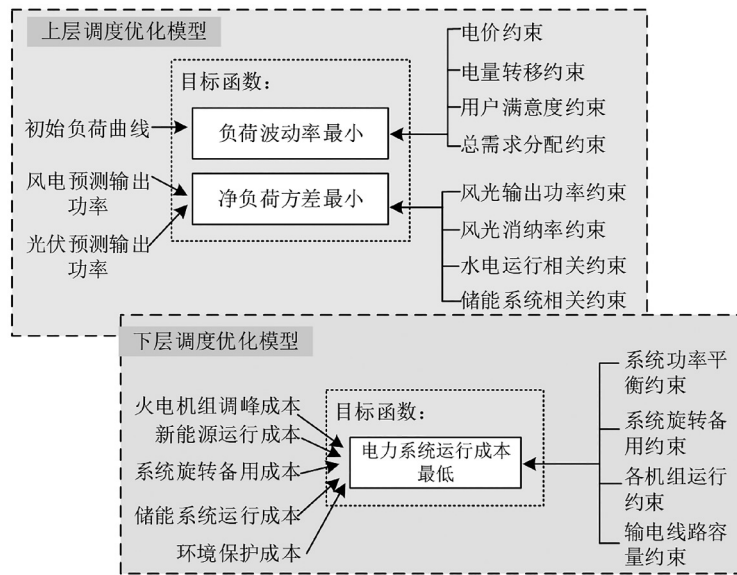 上层调度优化模型
目标函数：
初始负荷曲线
负荷波动率最小
风电预测输出
功率
净负荷方差最小
光伏预测输出
功率
电价约束
电量转移约束
用户满意度约束
总需求分配约束
风光输出功率约束
风光消纳率约束
水电运行相关约束
储能系统相关约束
下层调度优化模型
火电机组调峰成本
新能源运行成本
系统旋转备用成本
储能系统运行成本
环境保护成本
目标函数：
电力系统运行成本
最低
系统功率平
衡约束
系统旋转备
用约束
各机组运行
约束
输电线路容
量约束